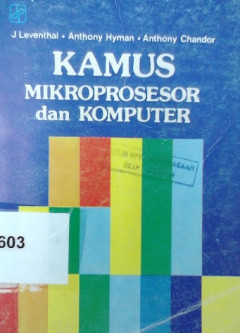 J Leventhal • Anthony Hyman • Anthony Chandor
KAMUS
MIKROPROSESOR
dan KOMPUTER
603